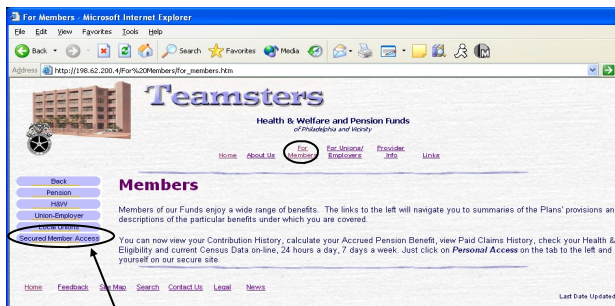 For Members - Microsoft Internet Explorer
File Edit View Favorites Tools Help
Back Search Favorites Media
Address http://198.62.200.4/For%20Members/for_members.htm
Teamsters
Health & Welfare and Pension Funds
of Philadelphia and Vicinity
Home About Us For Members For Unions/Employers Provider Info Links
Back
Pension
H&W
Union-Employer
Local Unions
Secured Member Access
Members
Members of our Funds enjoy a wide range of benefits. The links to the left will navigate you to summaries of the Plans' provisions an
descriptions of the particular benefits under which you are covered.
You can now view your Contribution History, calculate your Accrued Pension Benefit, view Paid Claims History, check your Health &
Eligibility and current Census Data on-line, 24 hours a day, 7 days a week. Just click on Personal Access on the tab to the left and
yourself on our secure site.
Home Feedback Site Map Search Contact Us Legal News
Last Date Updated